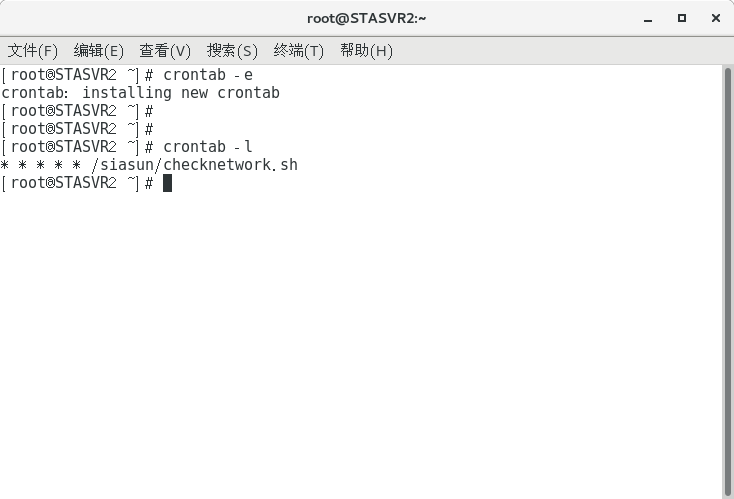 root@STASVR2:~
文件(F) 编辑(E) 查看(V) 搜索(S) 终端(T) 帮助(H)
[root@STASVR2 ~]# crontab -e
crontab: installing new crontab
[root@STASVR2 ~]#
[root@STASVR2 ~]#
[root@STASVR2 ~]# crontab -l
* * * * * /siasun/checknetwork.sh
[root@STASVR2 ~]#